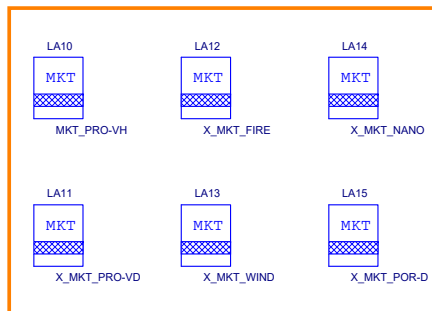 LA10 LA12 LA14
MKT MKT MKT
MKT_PRO-VH X_MKT_FIRE X_MKT_NANO
LA11 LA13 LA15
MKT MKT MKT
X_MKT_PRO-VD X_MKT_WIND X_MKT_POR-D